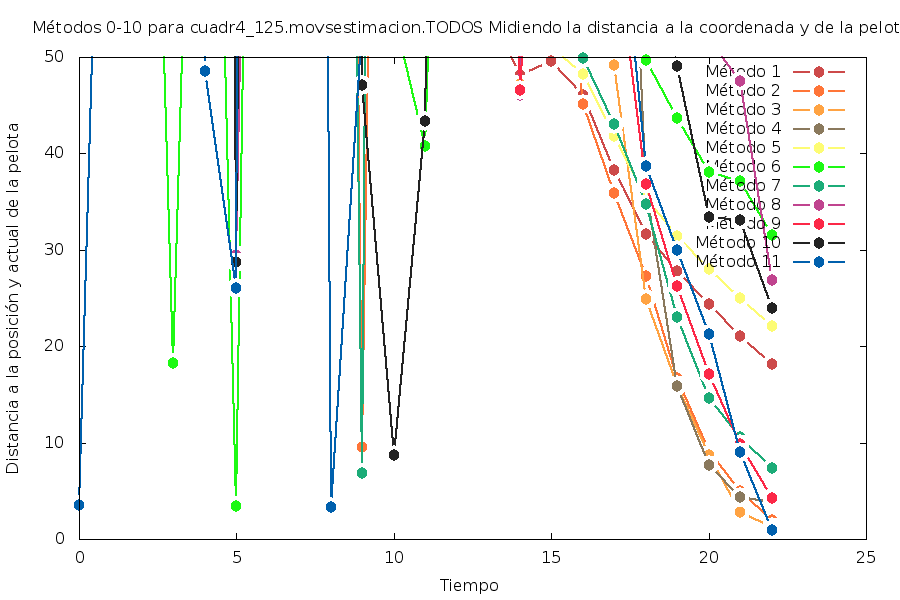 Métodos 0-10 para cuadr4_125.movsestimacion.TODOS Midiendo la distancia a la coordenada y de la pelot
Distancia a la posición y actual de la pelota
50
40
30
20
10
0
0 5 10 15 20 25
Tiempo
Método 1
Método 2
Método 3
Método 4
Método 5
Método 6
Método 7
Método 8
Método 9
Método 10
Método 11